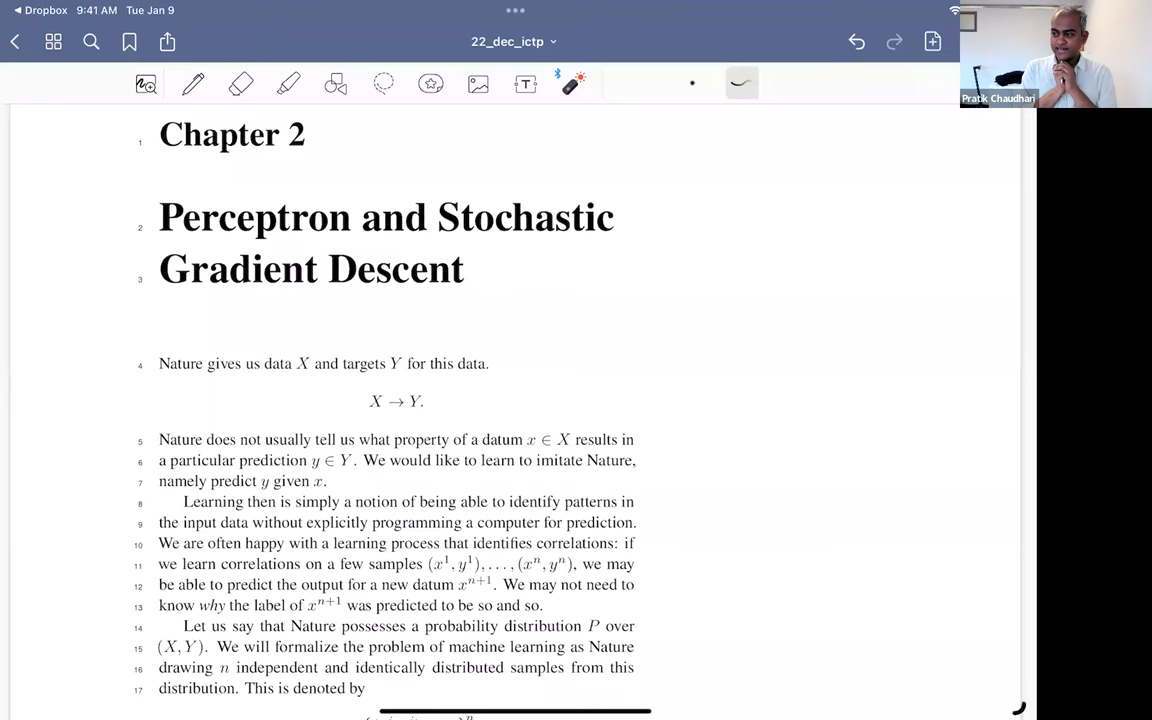 ◀ Dropbox 9:41 AM Tue Jan 9
22_dec_ictp
T
Pratik Chaudhari
1 Chapter 2
2 Perceptron and Stochastic
3 Gradient Descent
4 Nature gives us data X and targets Y for this data.
X → Y.
5 Nature does not usually tell us what property of a datum x ∈ X results in
6 a particular prediction y ∈ Y. We would like to learn to imitate Nature,
7 namely predict y given x.
8 Learning then is simply a notion of being able to identify patterns in
9 the input data without explicitly programming a computer for prediction.
10 We are often happy with a learning process that identifies correlations: if
11 we learn correlations on a few samples (x¹, y¹), . . . , (xⁿ, yⁿ), we may
12 be able to predict the output for a new datum xⁿ⁺¹. We may not need to
13 know why the label of xⁿ⁺¹ was predicted to be so and so.
14 Let us say that Nature possesses a probability distribution P over
15 (X, Y). We will formalize the problem of machine learning as Nature
16 drawing n independent and identically distributed samples from this
17 distribution. This is denoted by